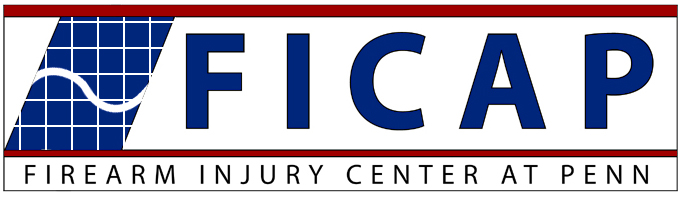 FICAP
FIREARM INJURY CENTER AT PENN